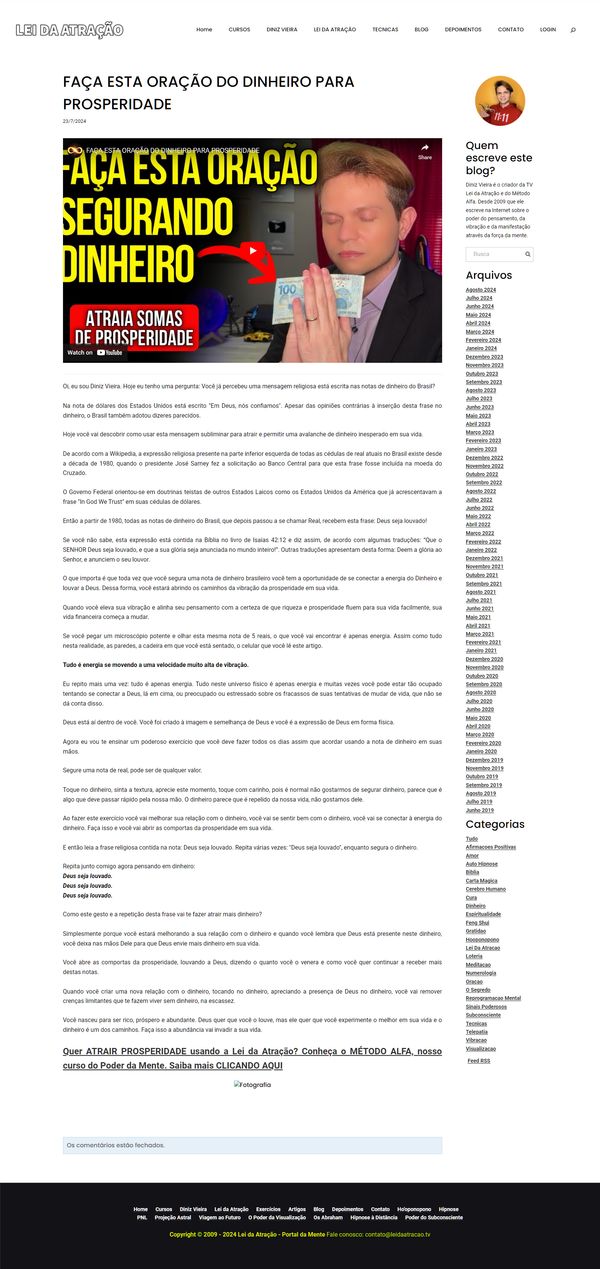 LEI DA ATRAÇÃO
Home CURSOS DINIZ VIEIRA LEI DA ATRAÇÃO TECNICAS BLOG DEPOIMENTOS CONTATO LOGIN
FAÇA ESTA ORAÇÃO DO DINHEIRO PARA
PROSPERIDADE
23/7/2024
FAÇA ESTA ORAÇÃO DO DINHEIRO PARA PROSPERIDADE
Share
FAÇA ESTA ORAÇÃO
SEGURANDO
DINHEIRO
100
ATRAIA SOMAS
DE PROSPERIDADE
Watch on YouTube
Oi, eu sou Diniz Vieira. Hoje eu tenho uma pergunta: Você já percebeu uma mensagem religiosa está escrita nas notas de dinheiro do Brasil?
Na nota de dólares dos Estados Unidos está escrito "Em Deus, nós confiamos". Apesar das opiniões contrárias à inserção desta frase no
dinheiro, o Brasil também adotou dizeres parecidos.
Hoje você vai descobrir como usar esta mensagem subliminar para atrair e permitir uma avalanche de dinheiro inesperado em sua vida.
De acordo com a Wikipedia, a expressão religiosa presente na parte inferior esquerda de todas as cédulas de real atuais no Brasil existe desde
a década de 1980, quando o presidente José Sarney fez a solicitação ao Banco Central para que esta frase fosse incluída na moeda do
Cruzado.
O Governo Federal orientou-se em doutrinas teístas de outros Estados Laicos como os Estados Unidos da América que já acrescentavam a
frase "In God We Trust" em suas cédulas de dólares.
Então a partir de 1980, todas as notas de dinheiro do Brasil, que depois passou a se chamar Real, recebem esta frase: Deus seja louvado!
Se você não sabe, esta expressão está contida na Bíblia no livro de Isaías 42:12 e diz assim, de acordo com algumas traduções: "Que o
SENHOR Deus seja louvado, e que a sua glória seja anunciada no mundo inteiro!". Outras traduções apresentam desta forma: Deem a glória ao
Senhor, e anunciem o seu louvor.
O que importa é que toda vez que você segura uma nota de dinheiro brasileiro você tem a oportunidade de se conectar a energia do Dinheiro e
louvar a Deus. Dessa forma, você estará abrindo os caminhos da vibração da prosperidade em sua vida.
Quando você eleva sua vibração e alinha seu pensamento com a certeza de que riqueza e prosperidade fluem para sua vida facilmente, sua
vida financeira começa a mudar.
Se você pegar um microscópio potente e olhar esta mesma nota de 5 reais, o que você vai encontrar é apenas energia. Assim como tudo
nesta realidade, as paredes, a cadeira em que você está sentado, o celular que você lê este artigo.
Tudo é energia se movendo a uma velocidade muito alta de vibração.
Eu repito mais uma vez: tudo é apenas energia. Tudo neste universo físico é apenas energia e muitas vezes você pode estar tão ocupado
tentando se conectar a Deus, lá em cima, ou preocupado ou estressado sobre os fracassos de suas tentativas de mudar de vida, que não se
dá conta disso.
Deus está aí dentro de você. Você foi criado à imagem e semelhança de Deus e você é a expressão de Deus em forma física.
Agora eu vou te ensinar um poderoso exercício que você deve fazer todos os dias assim que acordar usando a nota de dinheiro em suas
mãos.
Segure uma nota de real, pode ser de qualquer valor.
Toque no dinheiro, sinta a textura, aprecie este momento, toque com carinho, pois é normal não gostarmos de segurar dinheiro, parece que é
algo que deve passar rápido pela nossa mão. O dinheiro parece que é repelido da nossa vida, não gostamos dele.
Ao fazer este exercício você vai melhorar sua relação com o dinheiro, você vai se sentir bem com o dinheiro, você vai se conectar à energia do
dinheiro. Faça isso e você vai abrir as comportas da prosperidade em sua vida.
E então leia a frase religiosa contida na nota: Deus seja louvado. Repita várias vezes: "Deus seja louvado", enquanto segura o dinheiro.
Repita junto comigo agora pensando em dinheiro:
Deus seja louvado.
Deus seja louvado.
Deus seja louvado.
Como este gesto e a repetição desta frase vai te fazer atrair mais dinheiro?
Simplesmente porque você estará melhorando a sua relação com o dinheiro e quando você lembra que Deus está presente neste dinheiro,
você deixa nas mãos Dele para que Deus envie mais dinheiro em sua vida.
Você abre as comportas da prosperidade, louvando a Deus, dizendo o quanto você o venera e como você quer continuar a receber mais
destas notas.
Quando você criar uma nova relação com o dinheiro, tocando no dinheiro, apreciando a presença de Deus no dinheiro, você vai remover
crenças limitantes que te fazem viver sem dinheiro, na escassez.
Você nasceu para ser rico, próspero e abundante. Deus quer que você o louve, mas ele quer que você experimente o melhor em sua vida e o
dinheiro é um dos caminhos. Faça isso a abundância vai invadir a sua vida.
Quer ATRAIR PROSPERIDADE usando a Lei da Atração? Conheça o MÉTODO ALFA, nosso
curso do Poder da Mente. Saiba mais CLICANDO AQUI
Fotografia
Os comentários estão fechados.
11:11
Quem
escreve este
blog?
Diniz Vieira é o criador da TV
Lei da Atração e do Método
Alfa. Desde 2009 que ele
escreve na Internet sobre o
poder do pensamento, da
vibração e da manifestação
através da força da mente.
Busca
Arquivos
Agosto 2024
Julho 2024
Junho 2024
Maio 2024
Abril 2024
Março 2024
Fevereiro 2024
Janeiro 2024
Dezembro 2023
Novembro 2023
Outubro 2023
Setembro 2023
Agosto 2023
Julho 2023
Junho 2023
Maio 2023
Abril 2023
Março 2023
Fevereiro 2023
Janeiro 2023
Dezembro 2022
Novembro 2022
Outubro 2022
Setembro 2022
Agosto 2022
Julho 2022
Junho 2022
Maio 2022
Abril 2022
Março 2022
Fevereiro 2022
Janeiro 2022
Dezembro 2021
Novembro 2021
Outubro 2021
Setembro 2021
Agosto 2021
Julho 2021
Junho 2021
Maio 2021
Abril 2021
Março 2021
Fevereiro 2021
Janeiro 2021
Dezembro 2020
Novembro 2020
Outubro 2020
Setembro 2020
Agosto 2020
Julho 2020
Junho 2020
Maio 2020
Abril 2020
Março 2020
Fevereiro 2020
Janeiro 2020
Dezembro 2019
Novembro 2019
Outubro 2019
Setembro 2019
Agosto 2019
Julho 2019
Junho 2019
Categorias
Tudo
Afirmacoes Positivas
Amor
Auto Hipnose
Biblia
Carta Magica
Cerebro Humano
Cura
Dinheiro
Espiritualidade
Feng Shui
Gratidao
Hooponopono
Lei Da Atracao
Loteria
Meditacao
Numerologia
Oracao
O Segredo
Reprogramacao Mental
Sinais Poderosos
Subconsciente
Tecnicas
Telepatia
Vibracao
Visualizacao
Feed RSS
Home Cursos Diniz Vieira Lei da Atração Exercícios Artigos Blog Depoimentos Contato Ho'oponopono Hipnose
PNL Projeção Astral Viagem ao Futuro O Poder da Visualização Os Abraham Hipnose à Distância Poder do Subconsciente
Copyright © 2009 - 2024 Lei da Atração - Portal da Mente Fale conosco: contato@leidaatracao.tv